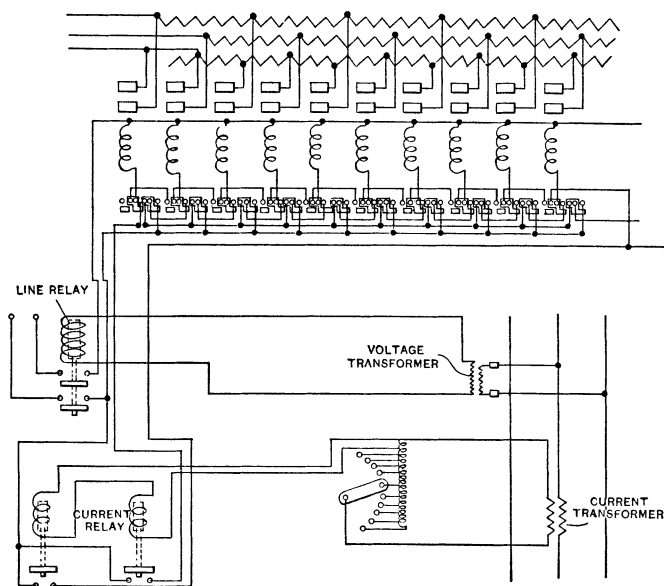 LINE RELAY
VOLTAGE
TRANSFORMER
CURRENT
RELAY
CURRENT
TRANSFORMER